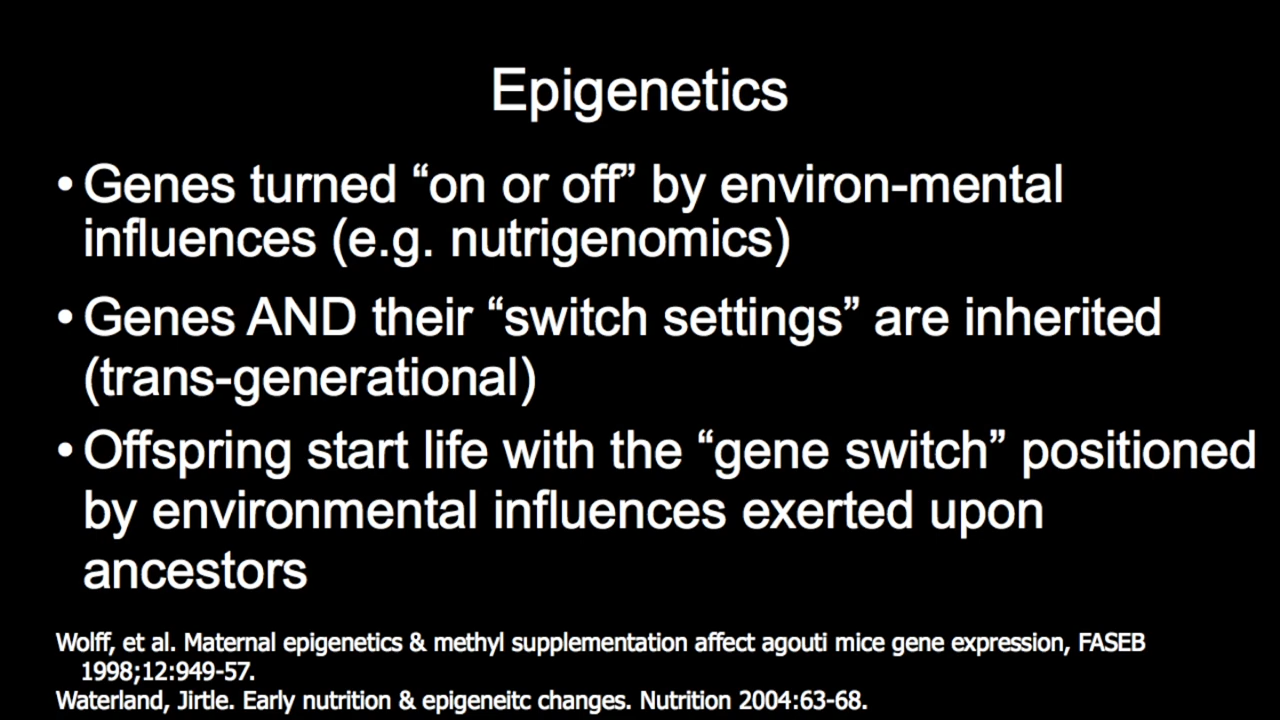 Epigenetics
• Genes turned “on or off” by environ-mental
influences (e.g. nutrigenomics)
• Genes AND their “switch settings” are inherited
(trans-generational)
• Offspring start life with the “gene switch” positioned
by environmental influences exerted upon
ancestors
Wolff, et al. Maternal epigenetics & methyl supplementation affect agouti mice gene expression, FASEB
1998;12:949-57.
Waterland, Jirtle. Early nutrition & epigeneitc changes. Nutrition 2004:63-68.